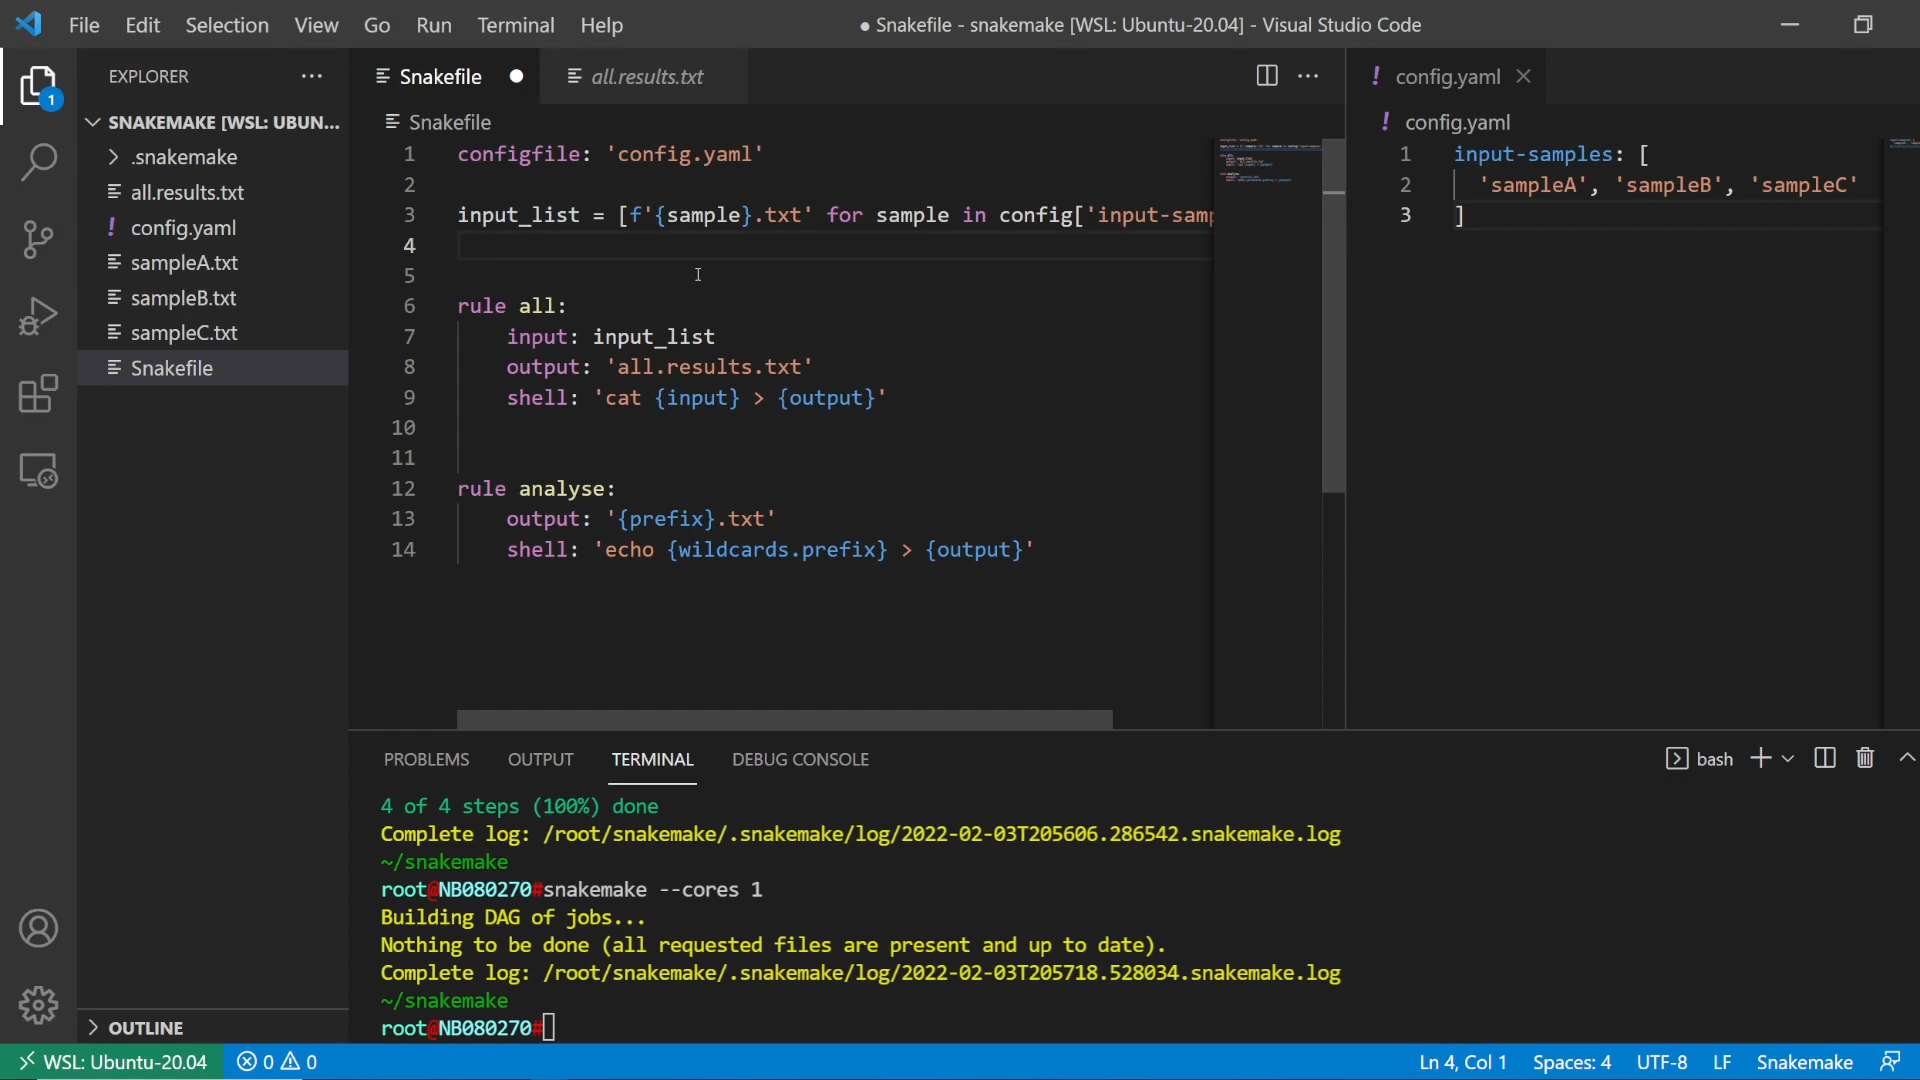 File Edit Selection View Go Run Terminal Help
● Snakefile - snakemake [WSL: Ubuntu-20.04] - Visual Studio Code
EXPLORER ...
1
SNAKEMAKE [WSL: UBUN...
.snakemake
all.results.txt
! config.yaml
sampleA.txt
sampleB.txt
sampleC.txt
Snakefile
OUTLINE
Snakefile ●
all.results.txt
Snakefile
1 configfile: 'config.yaml'
2
3 input_list = [f'{sample}.txt' for sample in config['input-samp
4
5
6 rule all:
7 input: input_list
8 output: 'all.results.txt'
9 shell: 'cat {input} > {output}'
10
11
12 rule analyse:
13 output: '{prefix}.txt'
14 shell: 'echo {wildcards.prefix} > {output}'
! config.yaml
! config.yaml
1 input-samples: [
2 'sampleA', 'sampleB', 'sampleC'
3 ]
PROBLEMS OUTPUT TERMINAL DEBUG CONSOLE
bash
4 of 4 steps (100%) done
Complete log: /root/snakemake/.snakemake/log/2022-02-03T205606.286542.snakemake.log
~/snakemake
root@NB080270#snakemake --cores 1
Building DAG of jobs...
Nothing to be done (all requested files are present and up to date).
Complete log: /root/snakemake/.snakemake/log/2022-02-03T205718.528034.snakemake.log
~/snakemake
root@NB080270#
WSL: Ubuntu-20.04 0 0
Ln 4, Col 1 Spaces: 4 UTF-8 LF Snakemake